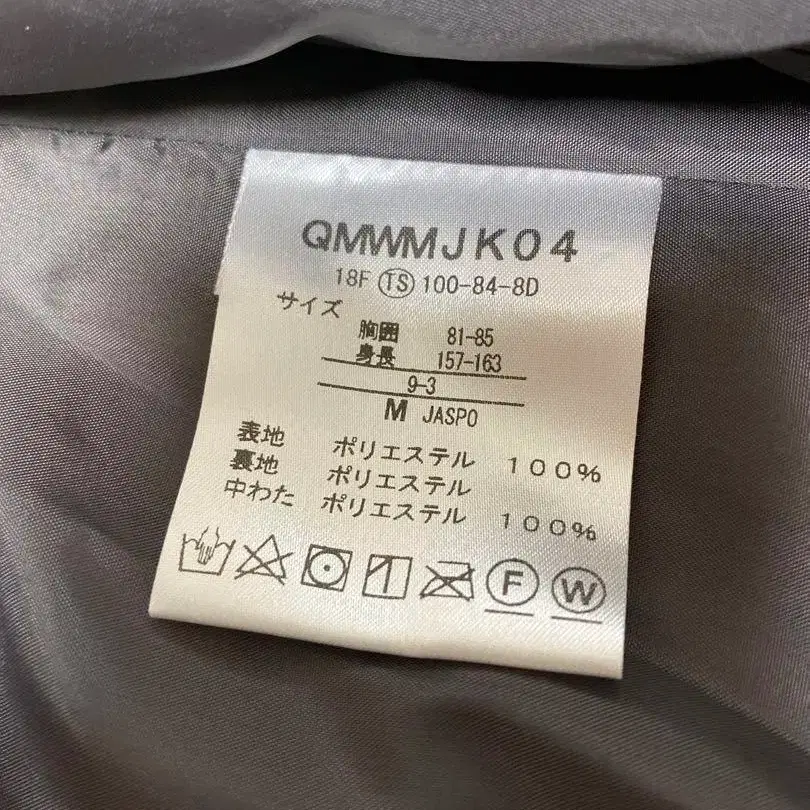 QMWMJK04
18F TS 100-84-8D
サイズ
胸囲 81-85
身長 157-163
9-3
M JASPO
表地 ポリエステル 100%
裏地 ポリエステル
中わた ポリエステル 100%
F W